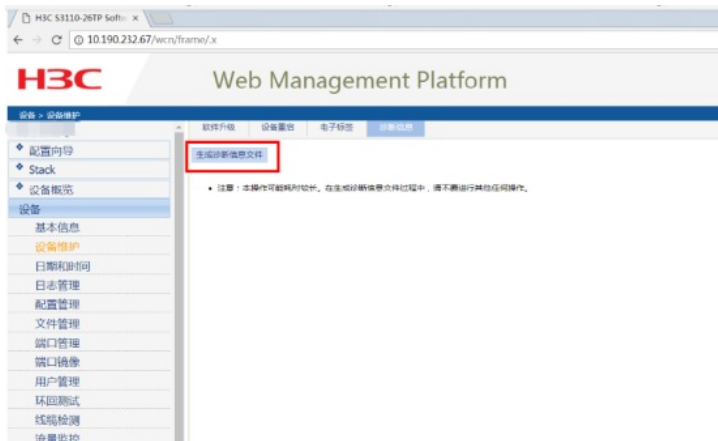 H3C S3110-26TP Softw
10.190.232.67/wcn/frame/.x
H3C
Web Management Platform
设备 > 设备维护
软件升级 设备重启 电子标签 诊断信息
生成诊断信息文件
注意：本操作可能耗时较长。在生成诊断信息文件过程中，请不要进行其他任何操作。
配置向导
Stack
设备概览
设备
基本信息
设备维护
日期和时间
日志管理
配置管理
文件管理
端口管理
端口镜像
用户管理
环回测试
线缆检测
流量监控